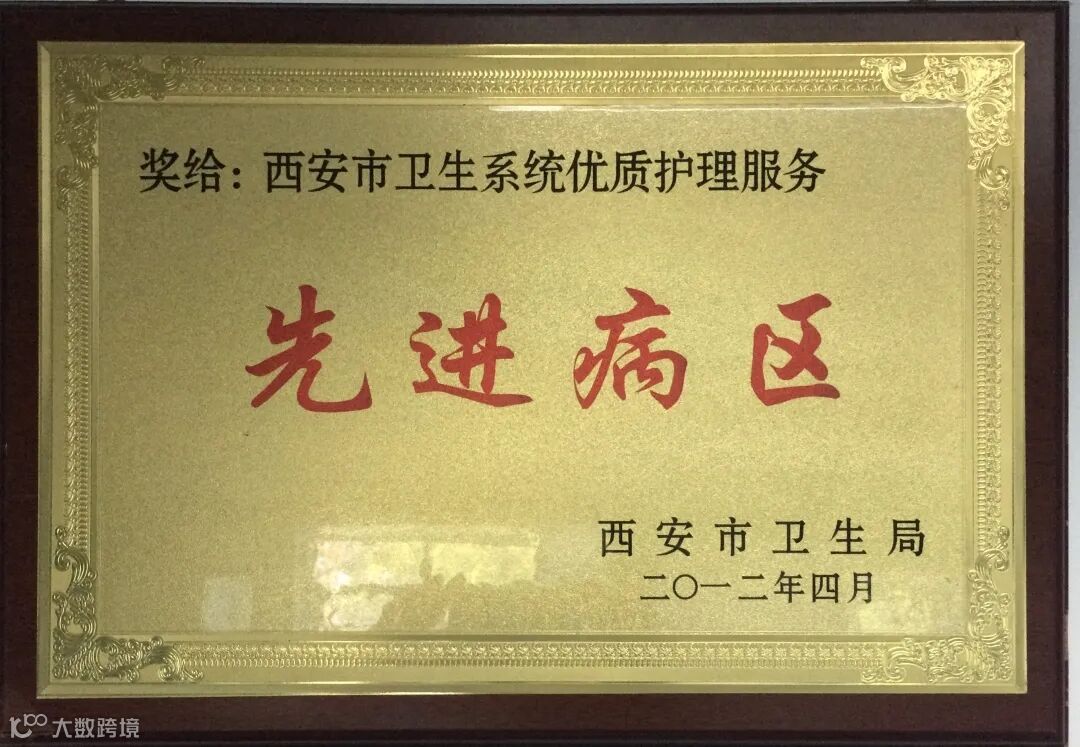 奖给：西安市卫生系统优质护理服务
先进病区
西安市卫生局
二〇一二年四月
大数跨境